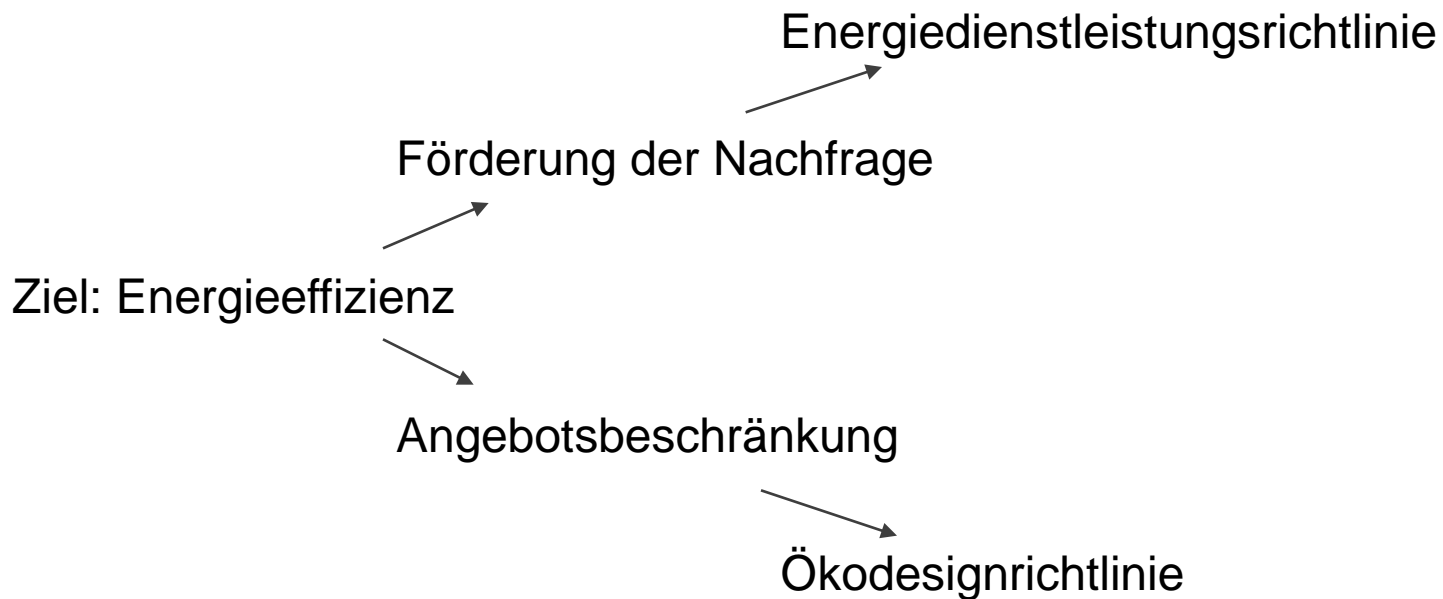 Energiedienstleistungsrichtlinie
Förderung der Nachfrage
Ziel: Energieeffizienz
Angebotsbeschränkung
Ökodesignrichtlinie